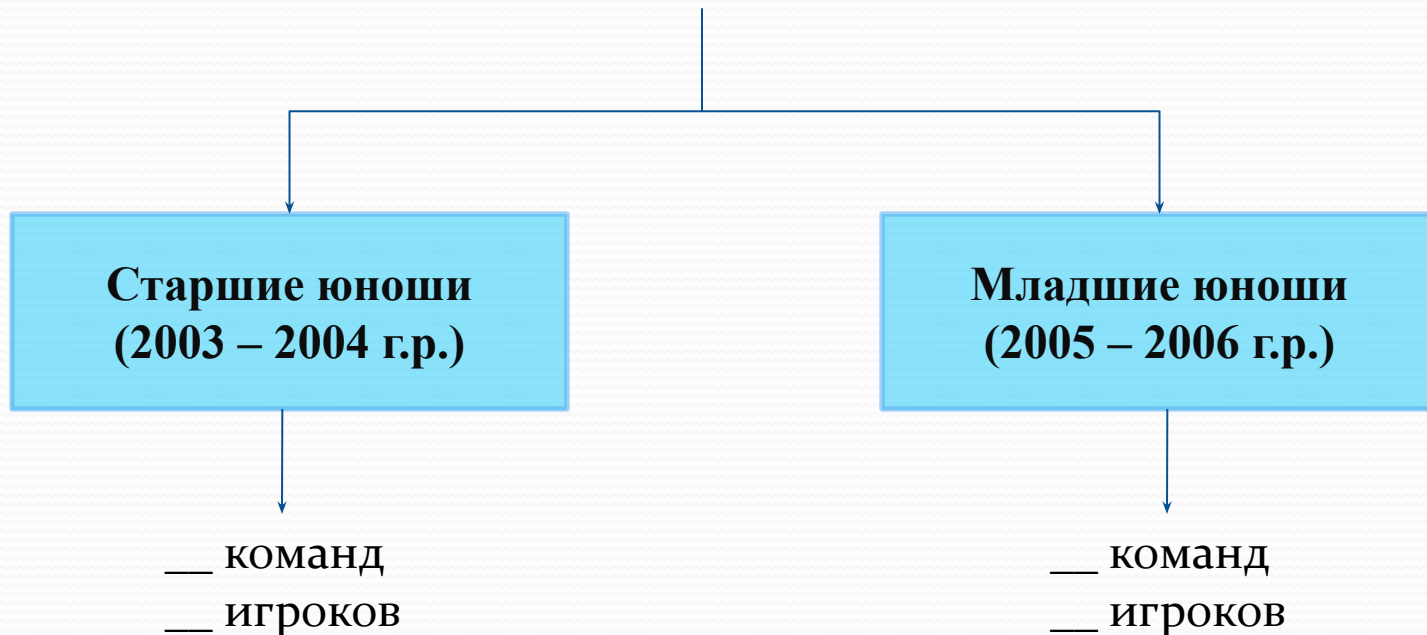 Старшие юноши
(2003 – 2004 г.р.)
__ команд
__ игроков
Младшие юноши
(2005 – 2006 г.р.)
__ команд
__ игроков